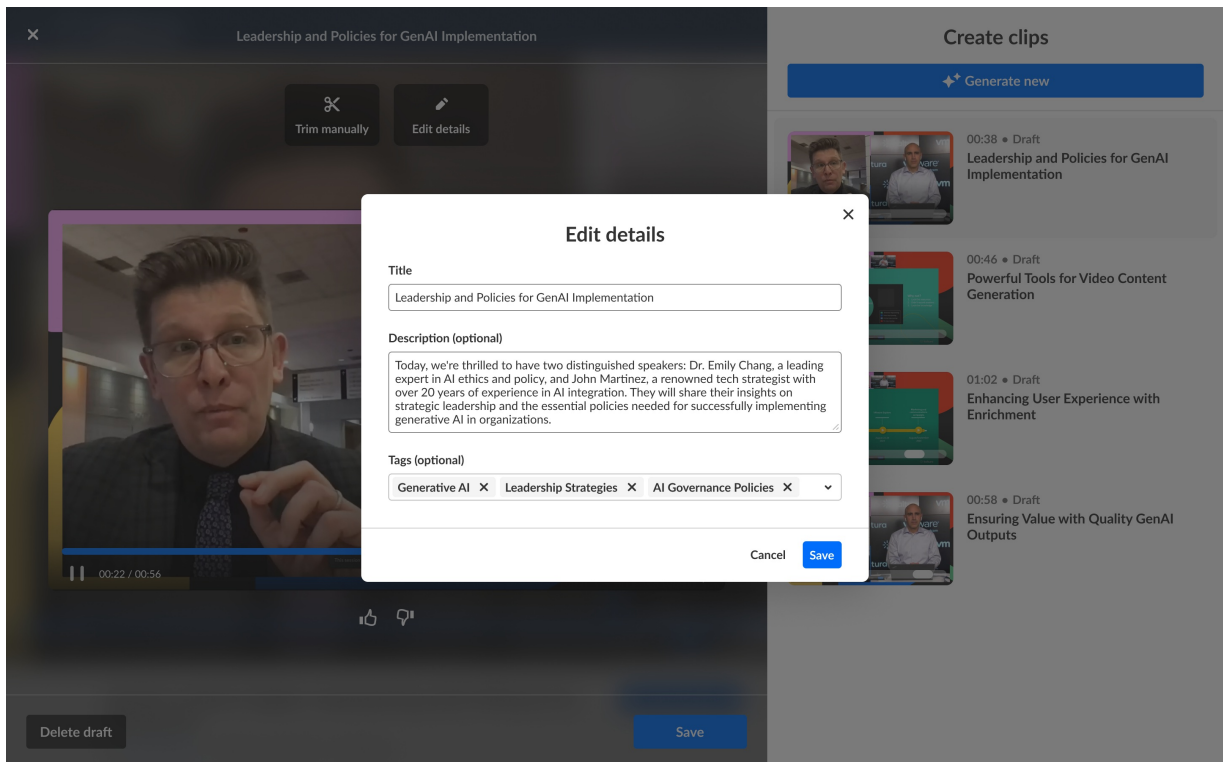 Leadership and Policies for GenAI Implementation
Trim manually
Edit details
00:22 / 00:56
Delete draft
Save
Create clips
Generate new
00:38 • Draft
Leadership and Policies for GenAI
Implementation
00:46 • Draft
Powerful Tools for Video Content
Generation
01:02 • Draft
Enhancing User Experience with
Enrichment
00:58 • Draft
Ensuring Value with Quality GenAI
Outputs
Edit details
Title
Leadership and Policies for GenAI Implementation
Description (optional)
Today, we're thrilled to have two distinguished speakers: Dr. Emily Chang, a leading
expert in AI ethics and policy, and John Martinez, a renowned tech strategist with
over 20 years of experience in AI integration. They will share their insights on
strategic leadership and the essential policies needed for successfully implementing
generative AI in organizations.
Tags (optional)
Generative AI
Leadership Strategies
AI Governance Policies
Cancel
Save